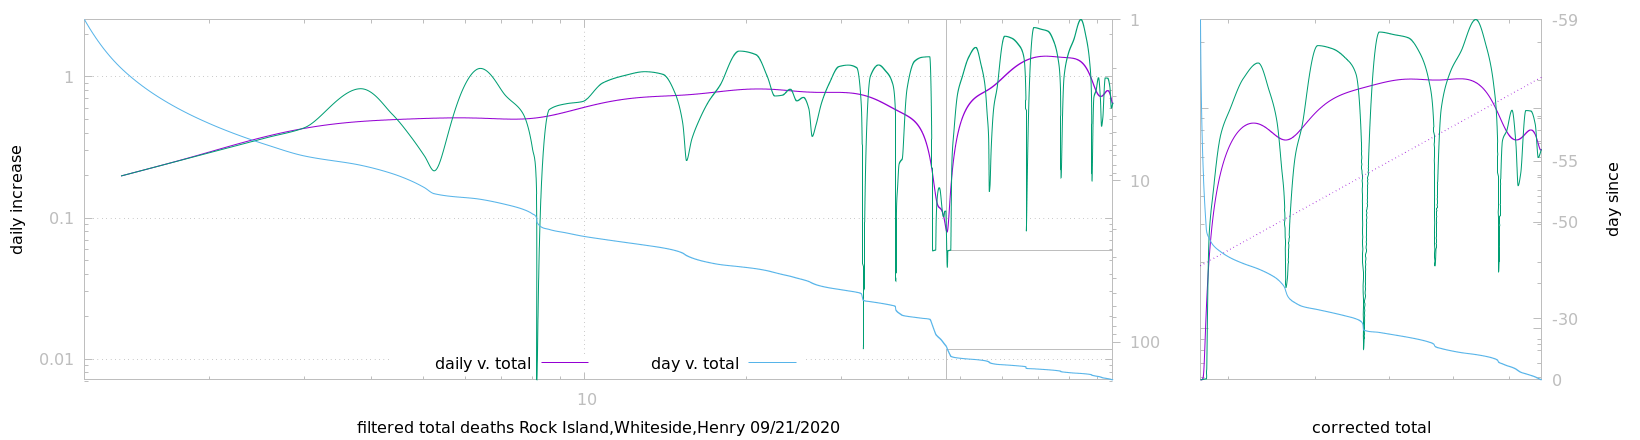 daily increase
1
0.1
0.01
daily v. total
day v. total
10
filtered total deaths Rock Island,Whiteside,Henry 09/21/2020
1
10
100
-59
-55
-50
-30
0
day since
corrected total